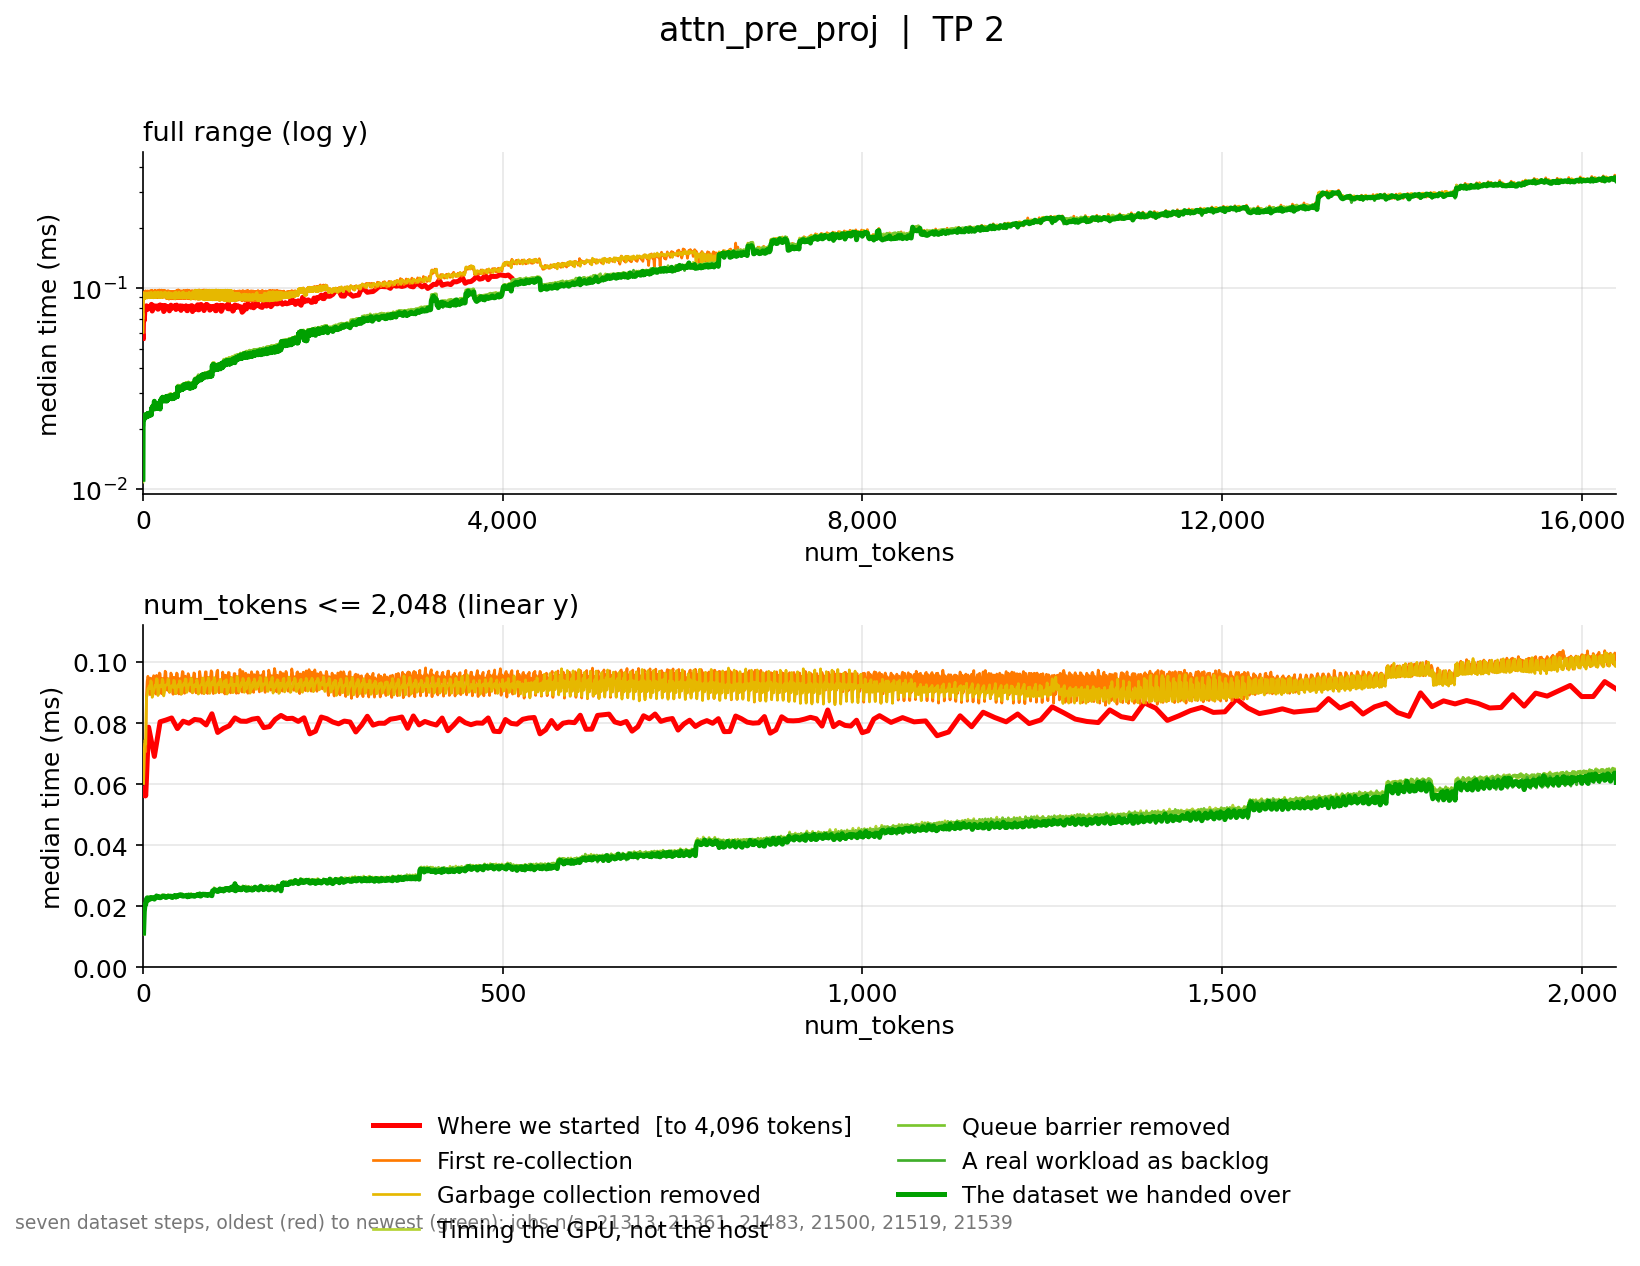 attn_pre_proj | TP 2
full range (log y)
median time (ms)
10⁻¹
10⁻²
0 4,000 8,000 12,000 16,000
num_tokens
num_tokens <= 2,048 (linear y)
median time (ms)
0.10
0.08
0.06
0.04
0.02
0.00
0 500 1,000 1,500 2,000
num_tokens
Where we started [to 4,096 tokens]
First re-collection
Garbage collection removed
Timing the GPU, not the host
Queue barrier removed
A real workload as backlog
The dataset we handed over
seven dataset steps, oldest (red) to newest (green); jobs n/a, 21313, 21361, 21483, 21500, 21519, 21539